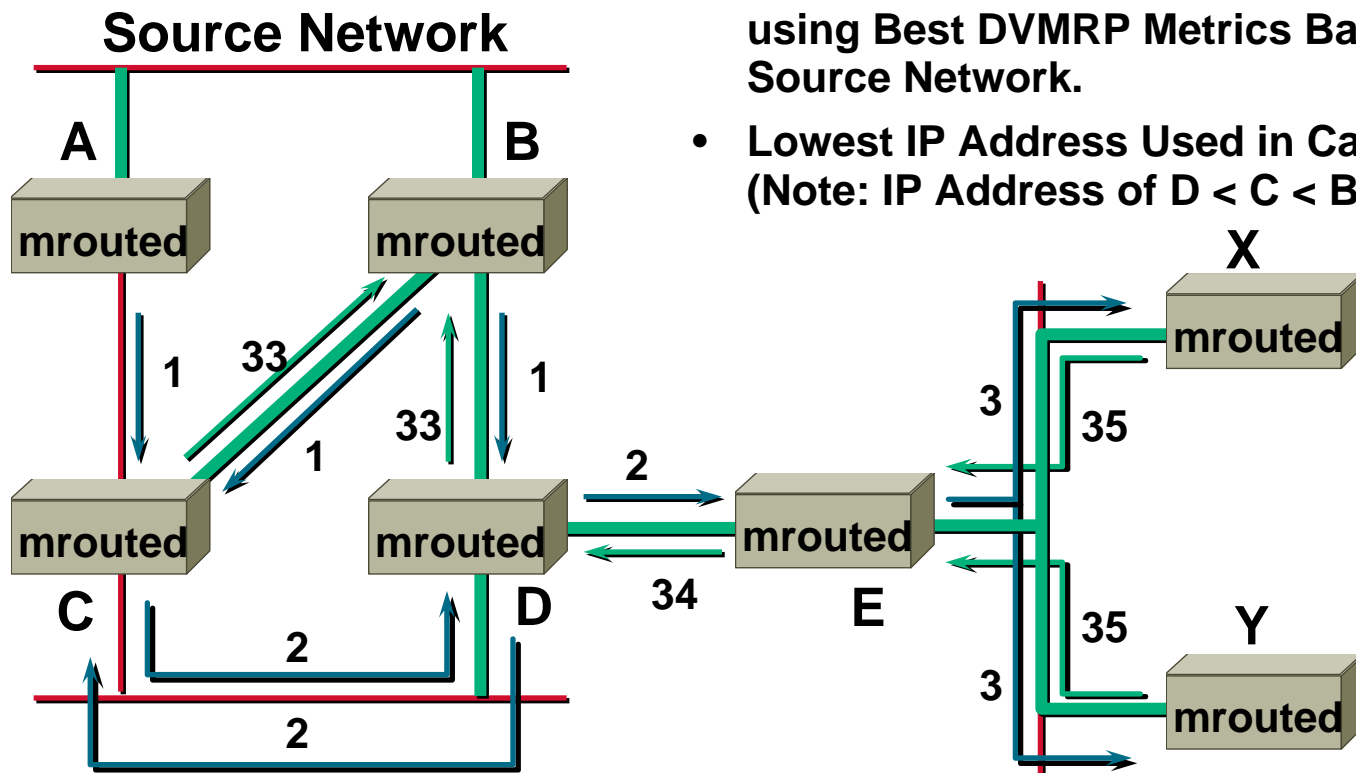 Source Network
using Best DVMRP Metrics Ba
Source Network.
• Lowest IP Address Used in Ca
(Note: IP Address of D < C < B
A
B
mrouted
mrouted
X
mrouted
1
33
1
33
1
3
35
2
mrouted
mrouted
mrouted
34
C
D
E
2
35
Y
3
mrouted
2